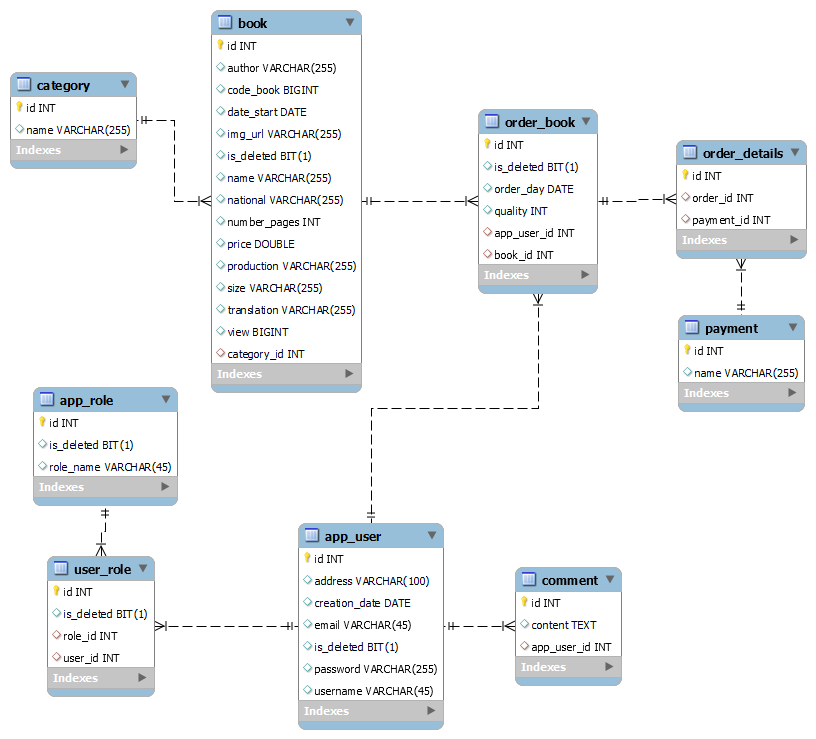 book
id INT
author VARCHAR(255)
code_book BIGINT
date_start DATE
img_url VARCHAR(255)
is_deleted BIT(1)
name VARCHAR(255)
national VARCHAR(255)
number_pages INT
price DOUBLE
production VARCHAR(255)
size VARCHAR(255)
translation VARCHAR(255)
view BIGINT
category_id INT
Indexes
category
id INT
name VARCHAR(255)
Indexes
order_book
id INT
is_deleted BIT(1)
order_day DATE
quality INT
app_user_id INT
book_id INT
Indexes
order_details
id INT
order_id INT
payment_id INT
Indexes
payment
id INT
name VARCHAR(255)
Indexes
app_role
id INT
is_deleted BIT(1)
role_name VARCHAR(45)
Indexes
user_role
id INT
is_deleted BIT(1)
role_id INT
user_id INT
Indexes
app_user
id INT
address VARCHAR(100)
creation_date DATE
email VARCHAR(45)
is_deleted BIT(1)
password VARCHAR(255)
username VARCHAR(45)
Indexes
comment
id INT
content TEXT
app_user_id INT
Indexes